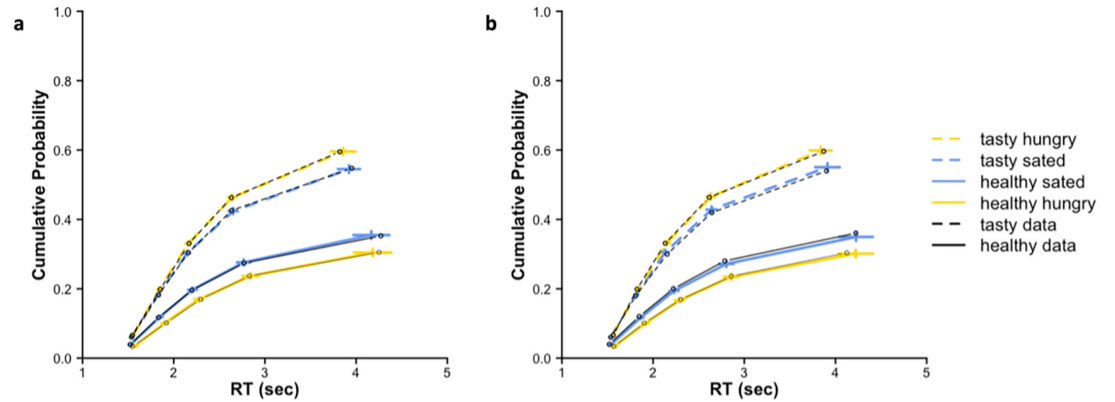 a
1.0
0.8
0.6
0.4
0.2
0.0
Cumulative Probability
1 2 3 4 5
RT (sec)
b
1.0
0.8
0.6
0.4
0.2
0.0
Cumulative Probability
1 2 3 4 5
RT (sec)
tasty hungry
tasty sated
healthy sated
healthy hungry
tasty data
healthy data